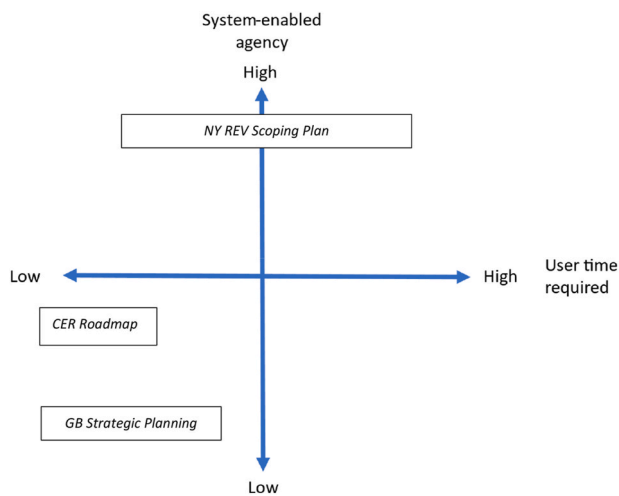 System-enabled
agency
High
NY REV Scoping Plan
Low
High
User time
required
CER Roadmap
GB Strategic Planning
Low